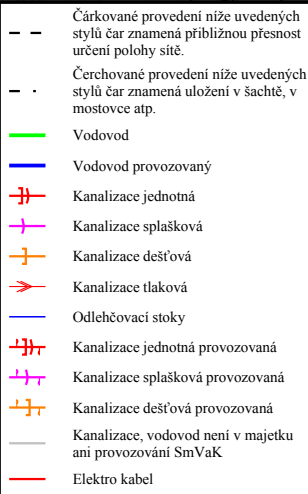 Čárkované provedení níže uvedených
stylů čar znamená přibližnou přesnost
určení polohy sítě.
Čerchované provedení níže uvedených
stylů čar znamená uložení v šachtě, v
mostovce atp.
Vodovod
Vodovod provozovaný
Kanalizace jednotná
Kanalizace splašková
Kanalizace dešťová
Kanalizace tlaková
Odlehčovací stoky
Kanalizace jednotná provozovaná
Kanalizace splašková provozovaná
Kanalizace dešťová provozovaná
Kanalizace, vodovod není v majetku
ani provozování SmVaK
Elektro kabel